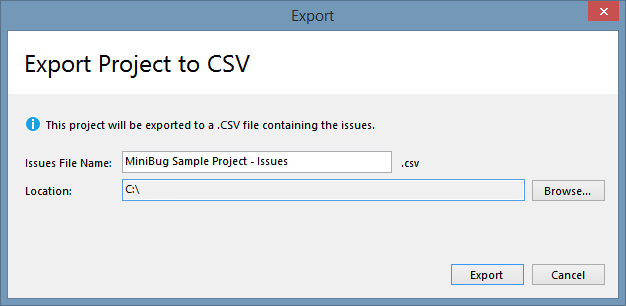 Export
Export Project to CSV
This project will be exported to a .CSV file containing the issues.
Issues File Name: MiniBug Sample Project - Issues .csv
Location: C:\ Browse...
Export Cancel